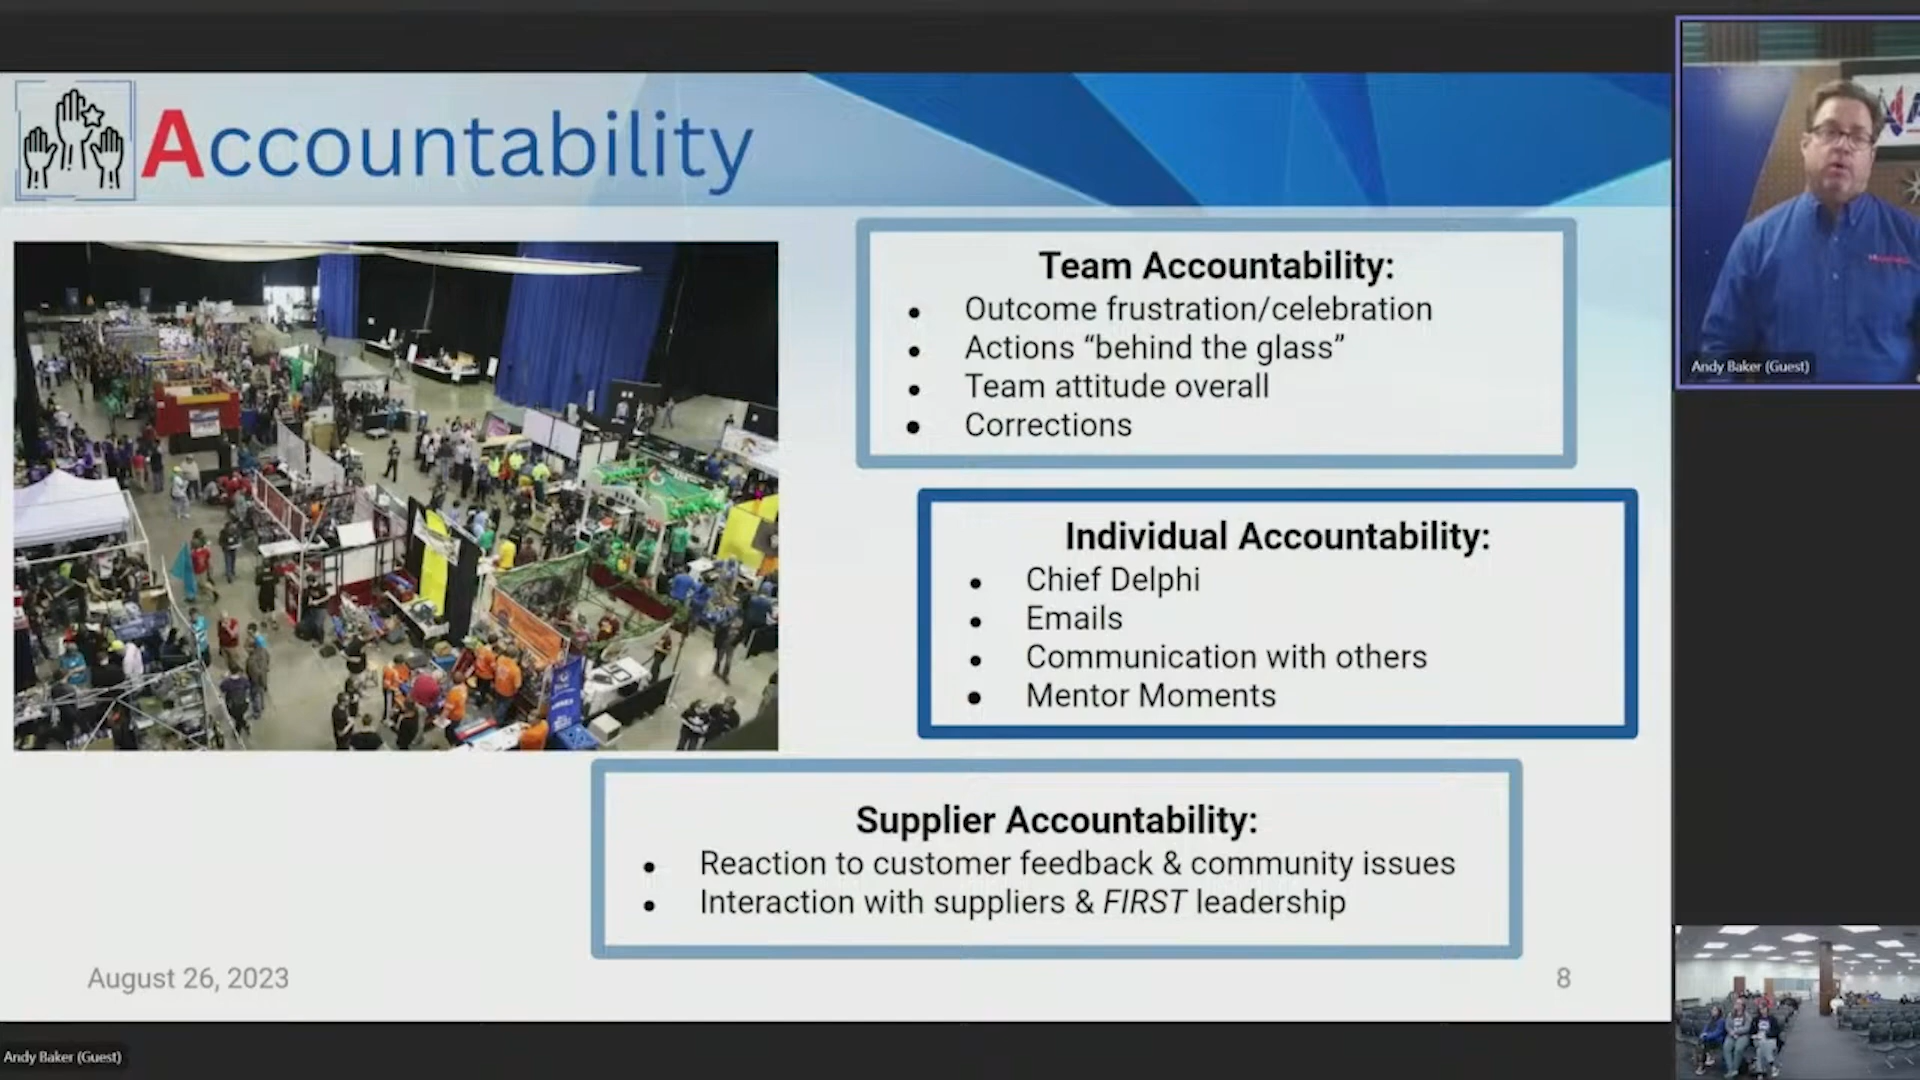 Accountability
Team Accountability:
• Outcome frustration/celebration
• Actions “behind the glass”
• Team attitude overall
• Corrections
Individual Accountability:
• Chief Delphi
• Emails
• Communication with others
• Mentor Moments
Supplier Accountability:
• Reaction to customer feedback & community issues
• Interaction with suppliers & FIRST leadership
August 26, 2023
8
Andy Baker (Guest)
Andy Baker (Guest)